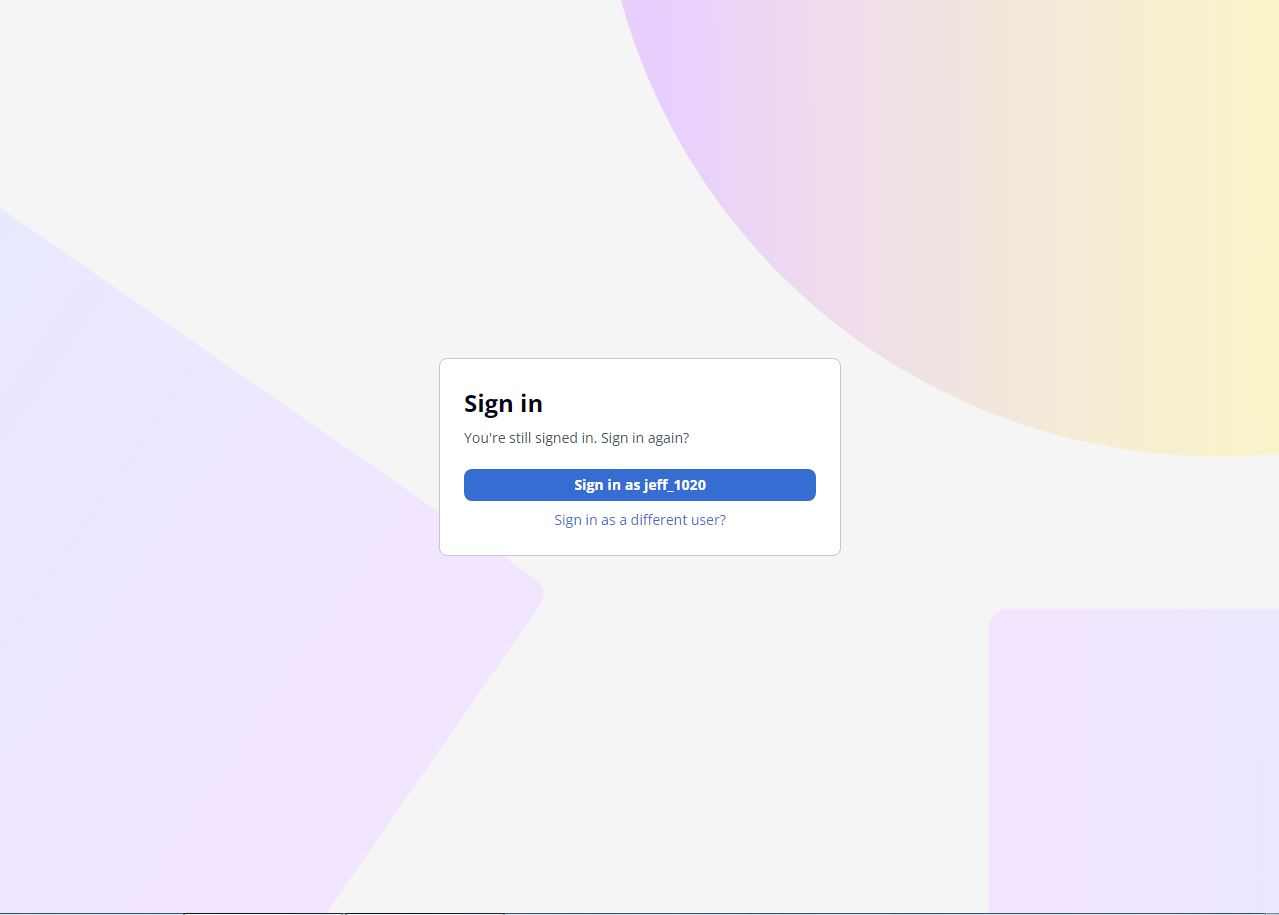 Sign in
You're still signed in. Sign in again?
Sign in as jeff_1020
Sign in as a different user?